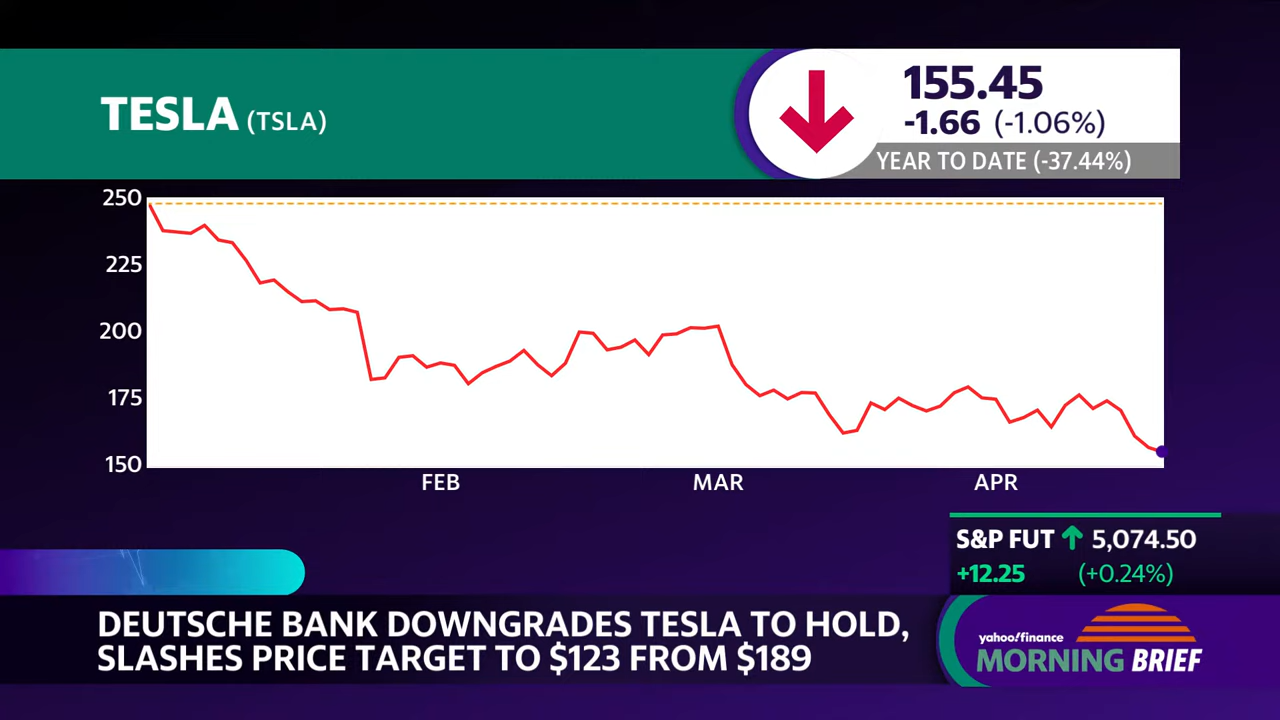 TESLA (TSLA)
155.45
-1.66 (-1.06%)
YEAR TO DATE (-37.44%)
250
225
200
175
150
FEB MAR APR
S&P FUT 5,074.50
+12.25 (+0.24%)
DEUTSCHE BANK DOWNGRADES TESLA TO HOLD,
SLASHES PRICE TARGET TO $123 FROM $189
yahoo!finance
MORNING BRIEF